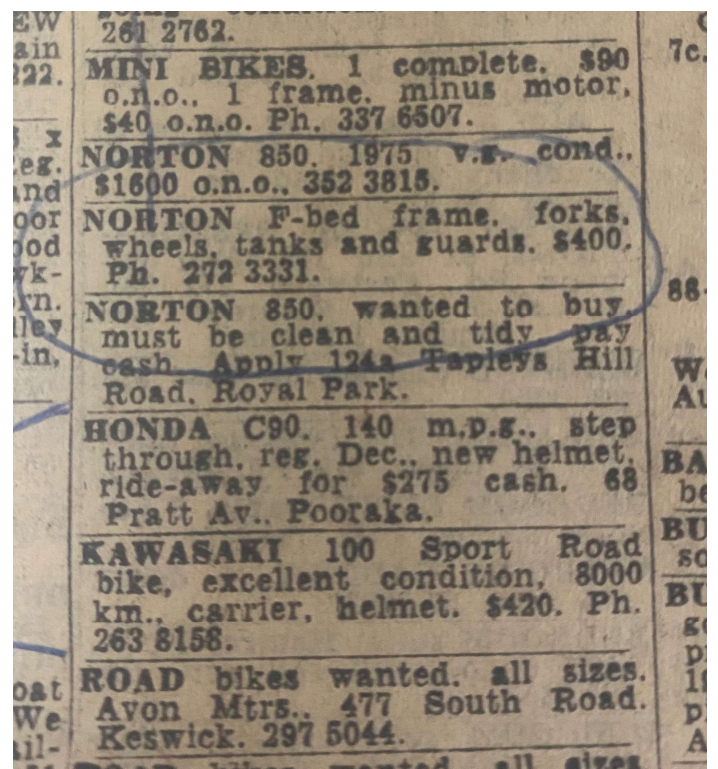 261 2762.
MINI BIKES, 1 complete, $90
o.n.o., 1 frame, minus motor,
$40 o.n.o. Ph. 337 6507.
NORTON 850, 1975 v.g. cond.,
$1600 o.n.o., 352 3815.
NORTON F-bed frame, forks,
wheels, tanks and guards. $400.
Ph. 272 3331.
NORTON 850, wanted to buy,
must be clean and tidy pay
cash Apply 124a Tapleys Hill
Road, Royal Park.
HONDA C90, 140 m.p.g., step
through, reg. Dec., new helmet,
ride-away for $275 cash. 68
Pratt Av., Pooraka.
KAWASAKI 100 Sport Road
bike, excellent condition, 8000
km., carrier, helmet. $420. Ph.
263 8158.
ROAD bikes wanted, all sizes.
Avon Mtrs., 477 South Road.
Keswick. 297 5044.
ROAD bikes wanted, all sizes